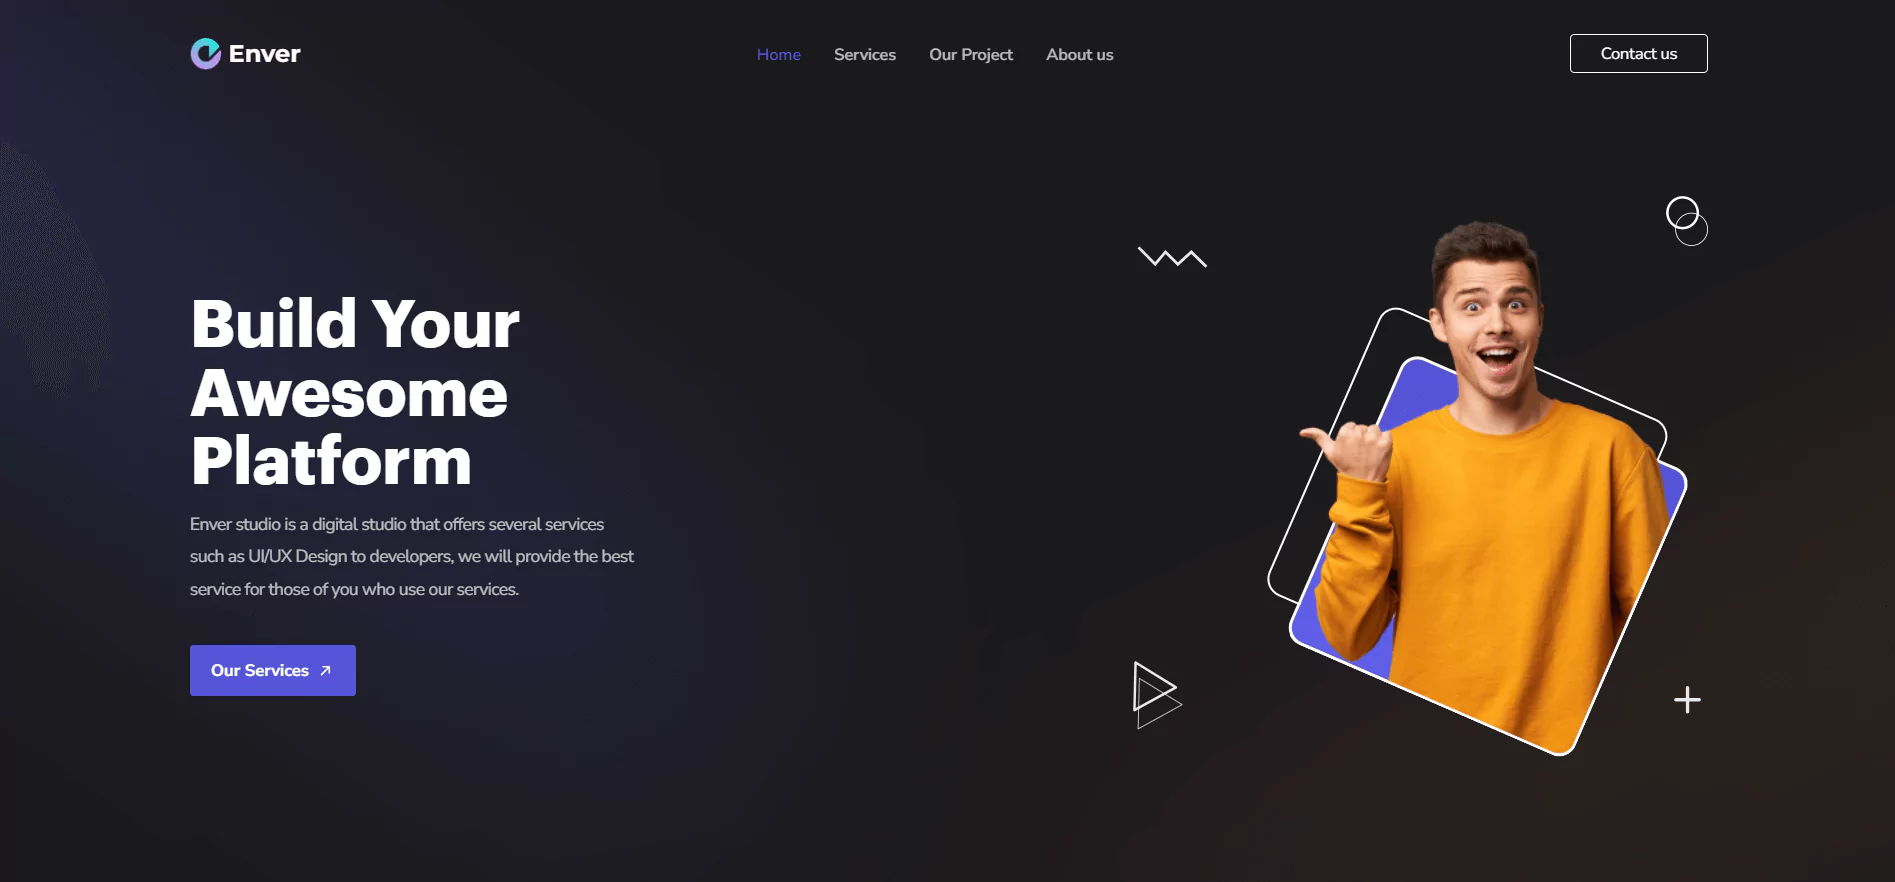 Enver
Home
Services
Our Project
About us
Contact us
Build Your
Awesome
Platform
Enver studio is a digital studio that offers several services
such as UI/UX Design to developers, we will provide the best
service for those of you who use our services.
Our Services